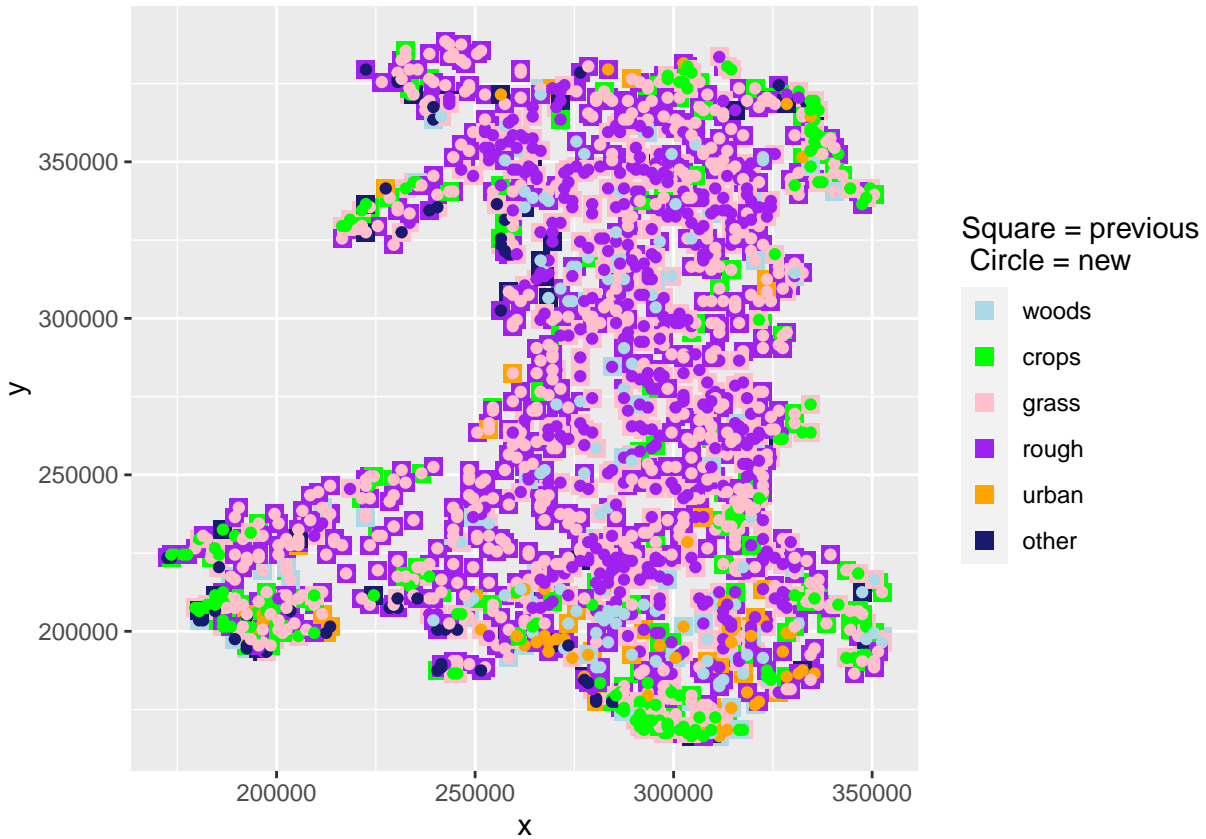 350000
300000
250000
200000
y
200000
250000
300000
350000
x
Square = previous
Circle = new
woods
crops
grass
rough
urban
other